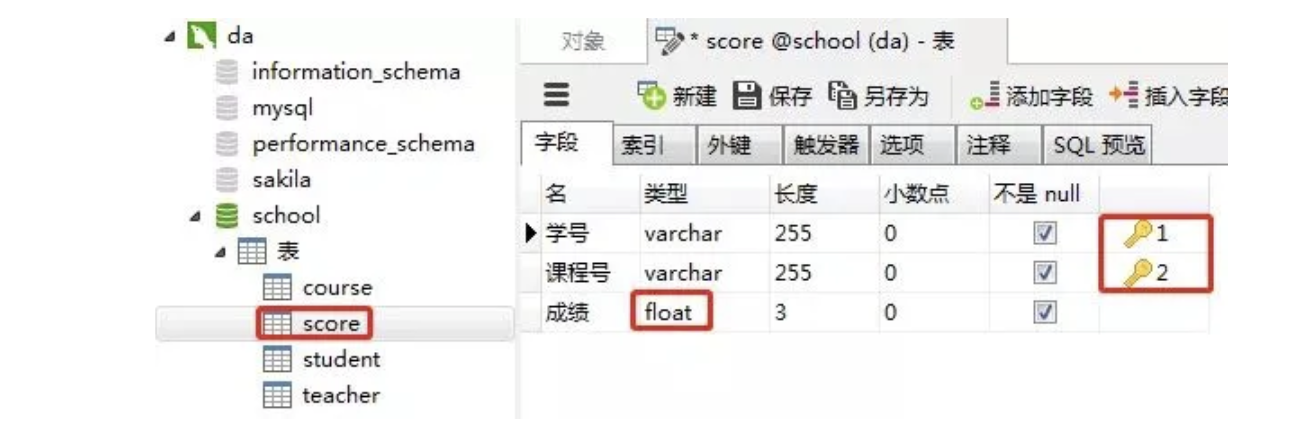 da
information_schema
mysql
performance_schema
sakila
school
表
course
score
student
teacher
对象 * score @school (da) - 表
新建 保存 另存为 添加字段 插入字段
字段 索引 外键 触发器 选项 注释 SQL 预览
名 类型 长度 小数点 不是 null
学号 varchar 255 0 1
课程号 varchar 255 0 2
成绩 float 3 0